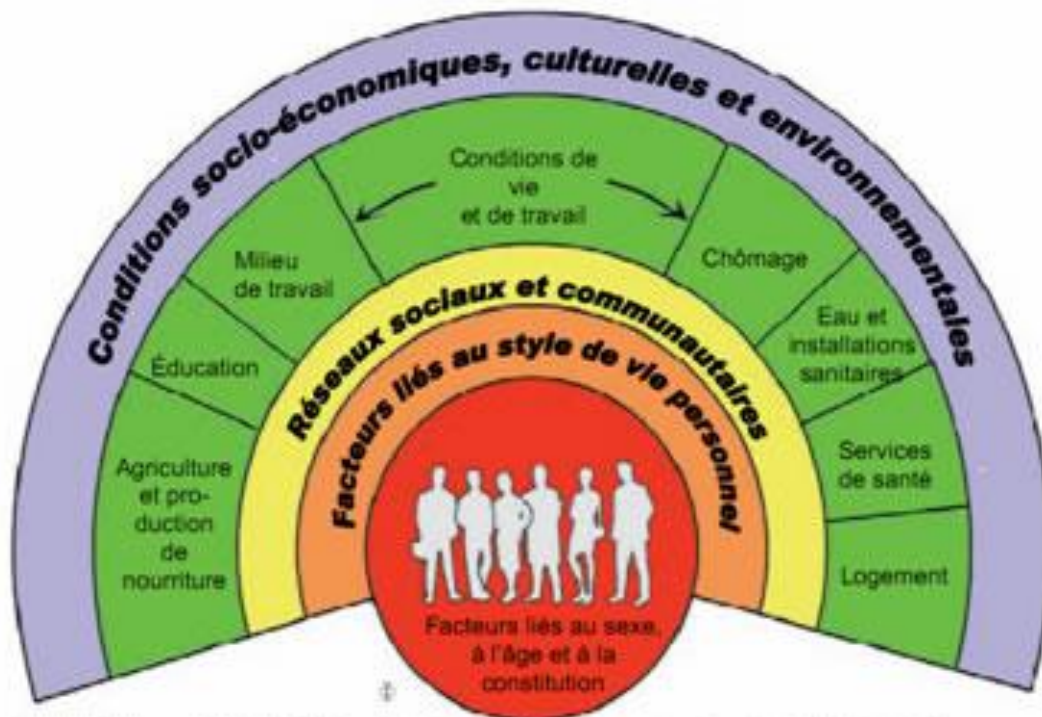 Conditions socio-économiques, culturelles et environnementales
Conditions de
vie
et de travail
Milieu
de travail
Chômage
Éducation
Eau et
installations
sanitaires
Agriculture
et pro-
duction
de
nourriture
Services
de santé
Logement
Réseaux sociaux et communautaires
Facteurs liés au style de vie personnel
Facteurs liés au sexe,
à l'âge et à la
constitution